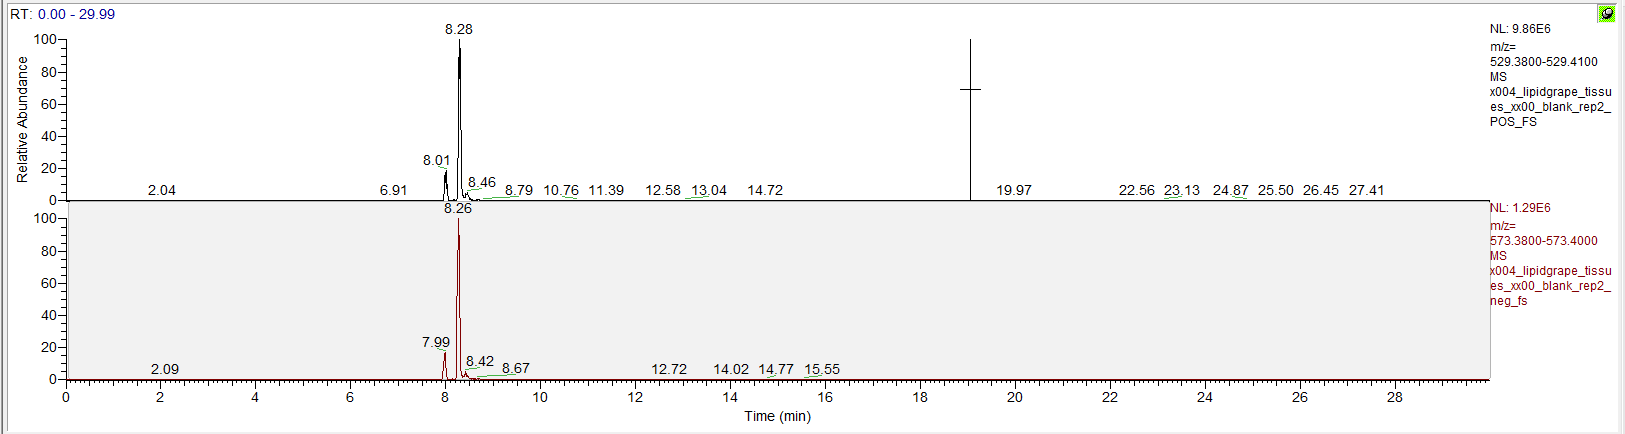 RT: 0.00 - 29.99
8.28
NL: 9.86E6
m/z=
529.3800-529.4100
MS
x004_lipidgrape_tissu
es_xx00_blank_rep2_
POS_FS
100
80
60
40
20
0
Relative Abundance
8.01
8.46
2.04 6.91 8.79 10.76 11.39 12.58 13.04 14.72 19.97 22.56 23.13 24.87 25.50 26.45 27.41
8.26
NL: 1.29E6
m/z=
573.3800-573.4000
MS
x004_lipidgrape_tissu
es_xx00_blank_rep2_
neg_fs
100
80
60
40
20
0
7.99
8.42
2.09 8.67 12.72 14.02 14.77 15.55
0 2 4 6 8 10 12 14 16 18 20 22 24 26 28
Time (min)